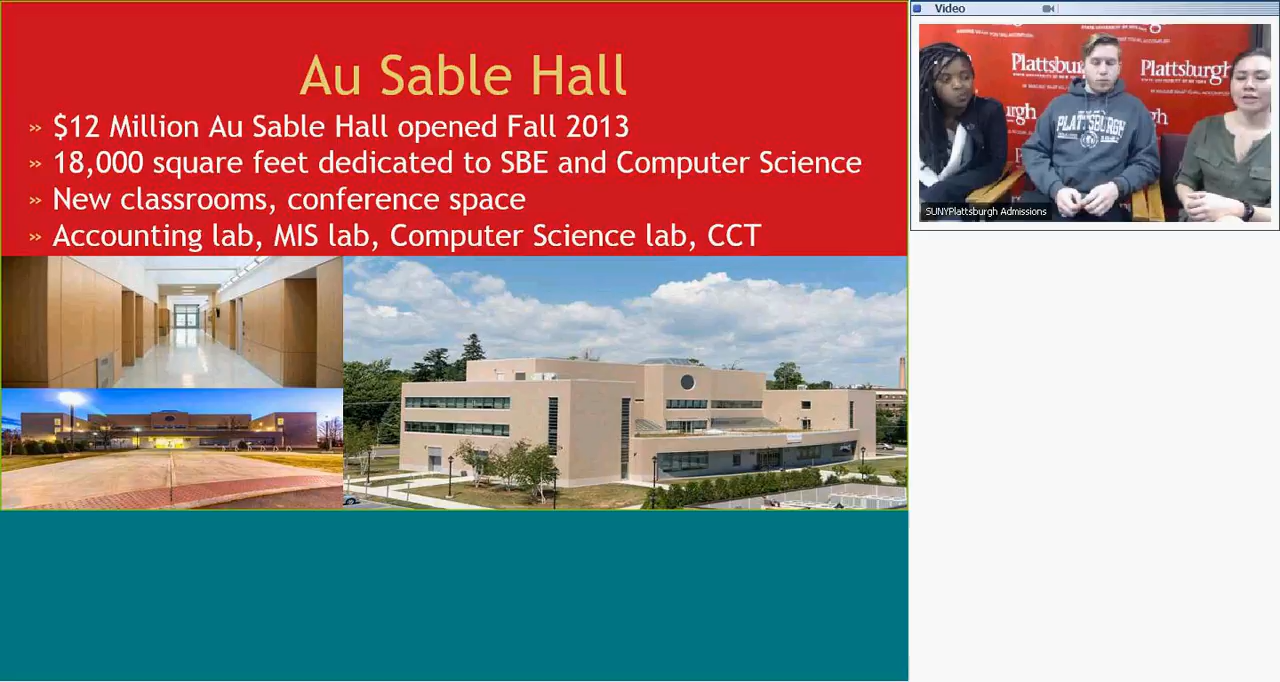 Au Sable Hall
» $12 Million Au Sable Hall opened Fall 2013
» 18,000 square feet dedicated to SBE and Computer Science
» New classrooms, conference space
» Accounting lab, MIS lab, Computer Science lab, CCT
Video
Plattsburgh
Plattsburgh
PLATTSBURGH
SUNYPlattsburgh Admissions